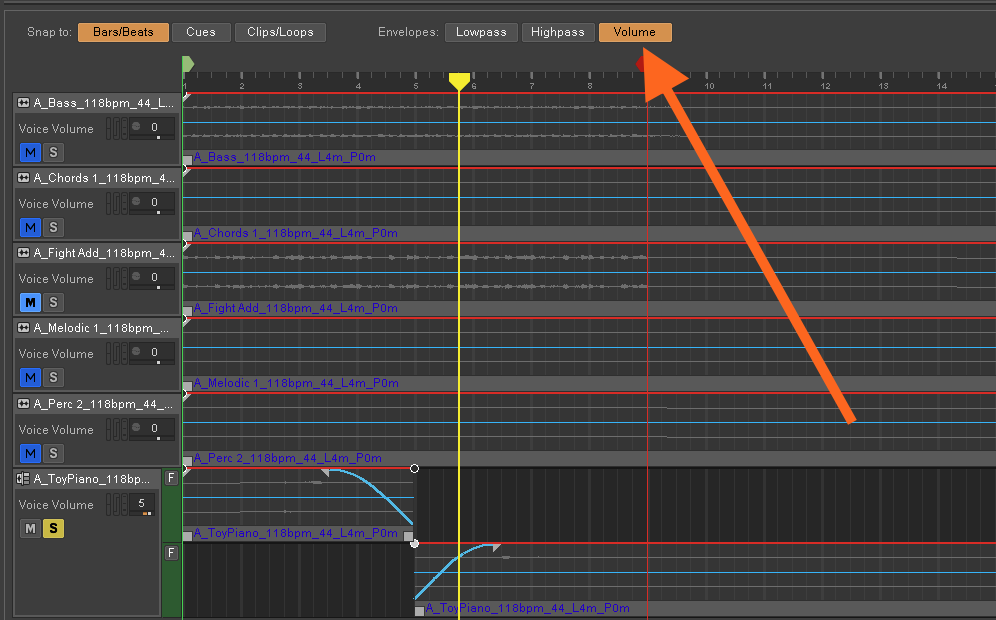 Snap to: Bars/Beats Cues Clips/Loops Envelopes: Lowpass Highpass Volume
1 2 3 4 5 6 7 8 10 11 12 13 14
A_Bass_118bpm_44_L...
Voice Volume 0
M S
A_Bass_118bpm_44_L4m_P0m
A_Chords 1_118bpm_4...
Voice Volume 0
M S
A_Chords 1_118bpm_44_L4m_P0m
A_Fight Add_118bpm_4...
Voice Volume 0
M S
A_Fight Add_118bpm_44_L4m_P0m
A_Melodic 1_118bpm_...
Voice Volume 0
M S
A_Melodic 1_118bpm_44_L4m_P0m
A_Perc 2_118bpm_44_...
Voice Volume 0
M S
A_Perc 2_118bpm_44_L4m_P0m
A_ToyPiano_118bp... F
Voice Volume 5
M S
A_ToyPiano_118bpm_44_L4m_P0m
F
A_ToyPiano_118bpm_44_L4m_P0m